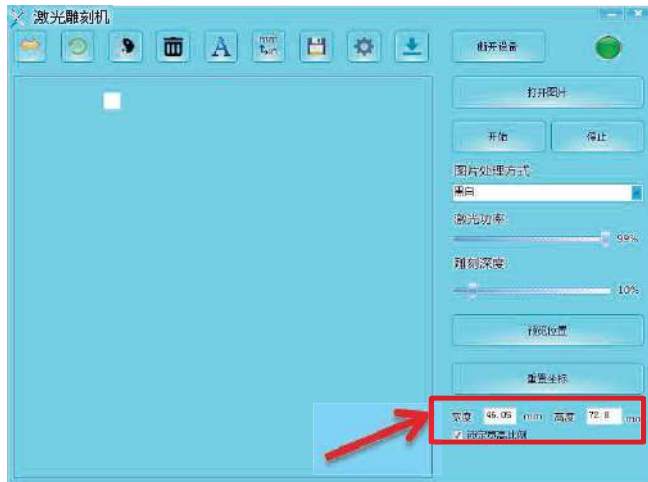 激光雕刻机
A
mm
in
断开设备
打开图片
开始 停止
图片处理方式
黑白
激光功率
99%
雕刻深度
10%
预览位置
重置坐标
宽度 46.05 mm 高度 72.8 mm
锁定宽高比例